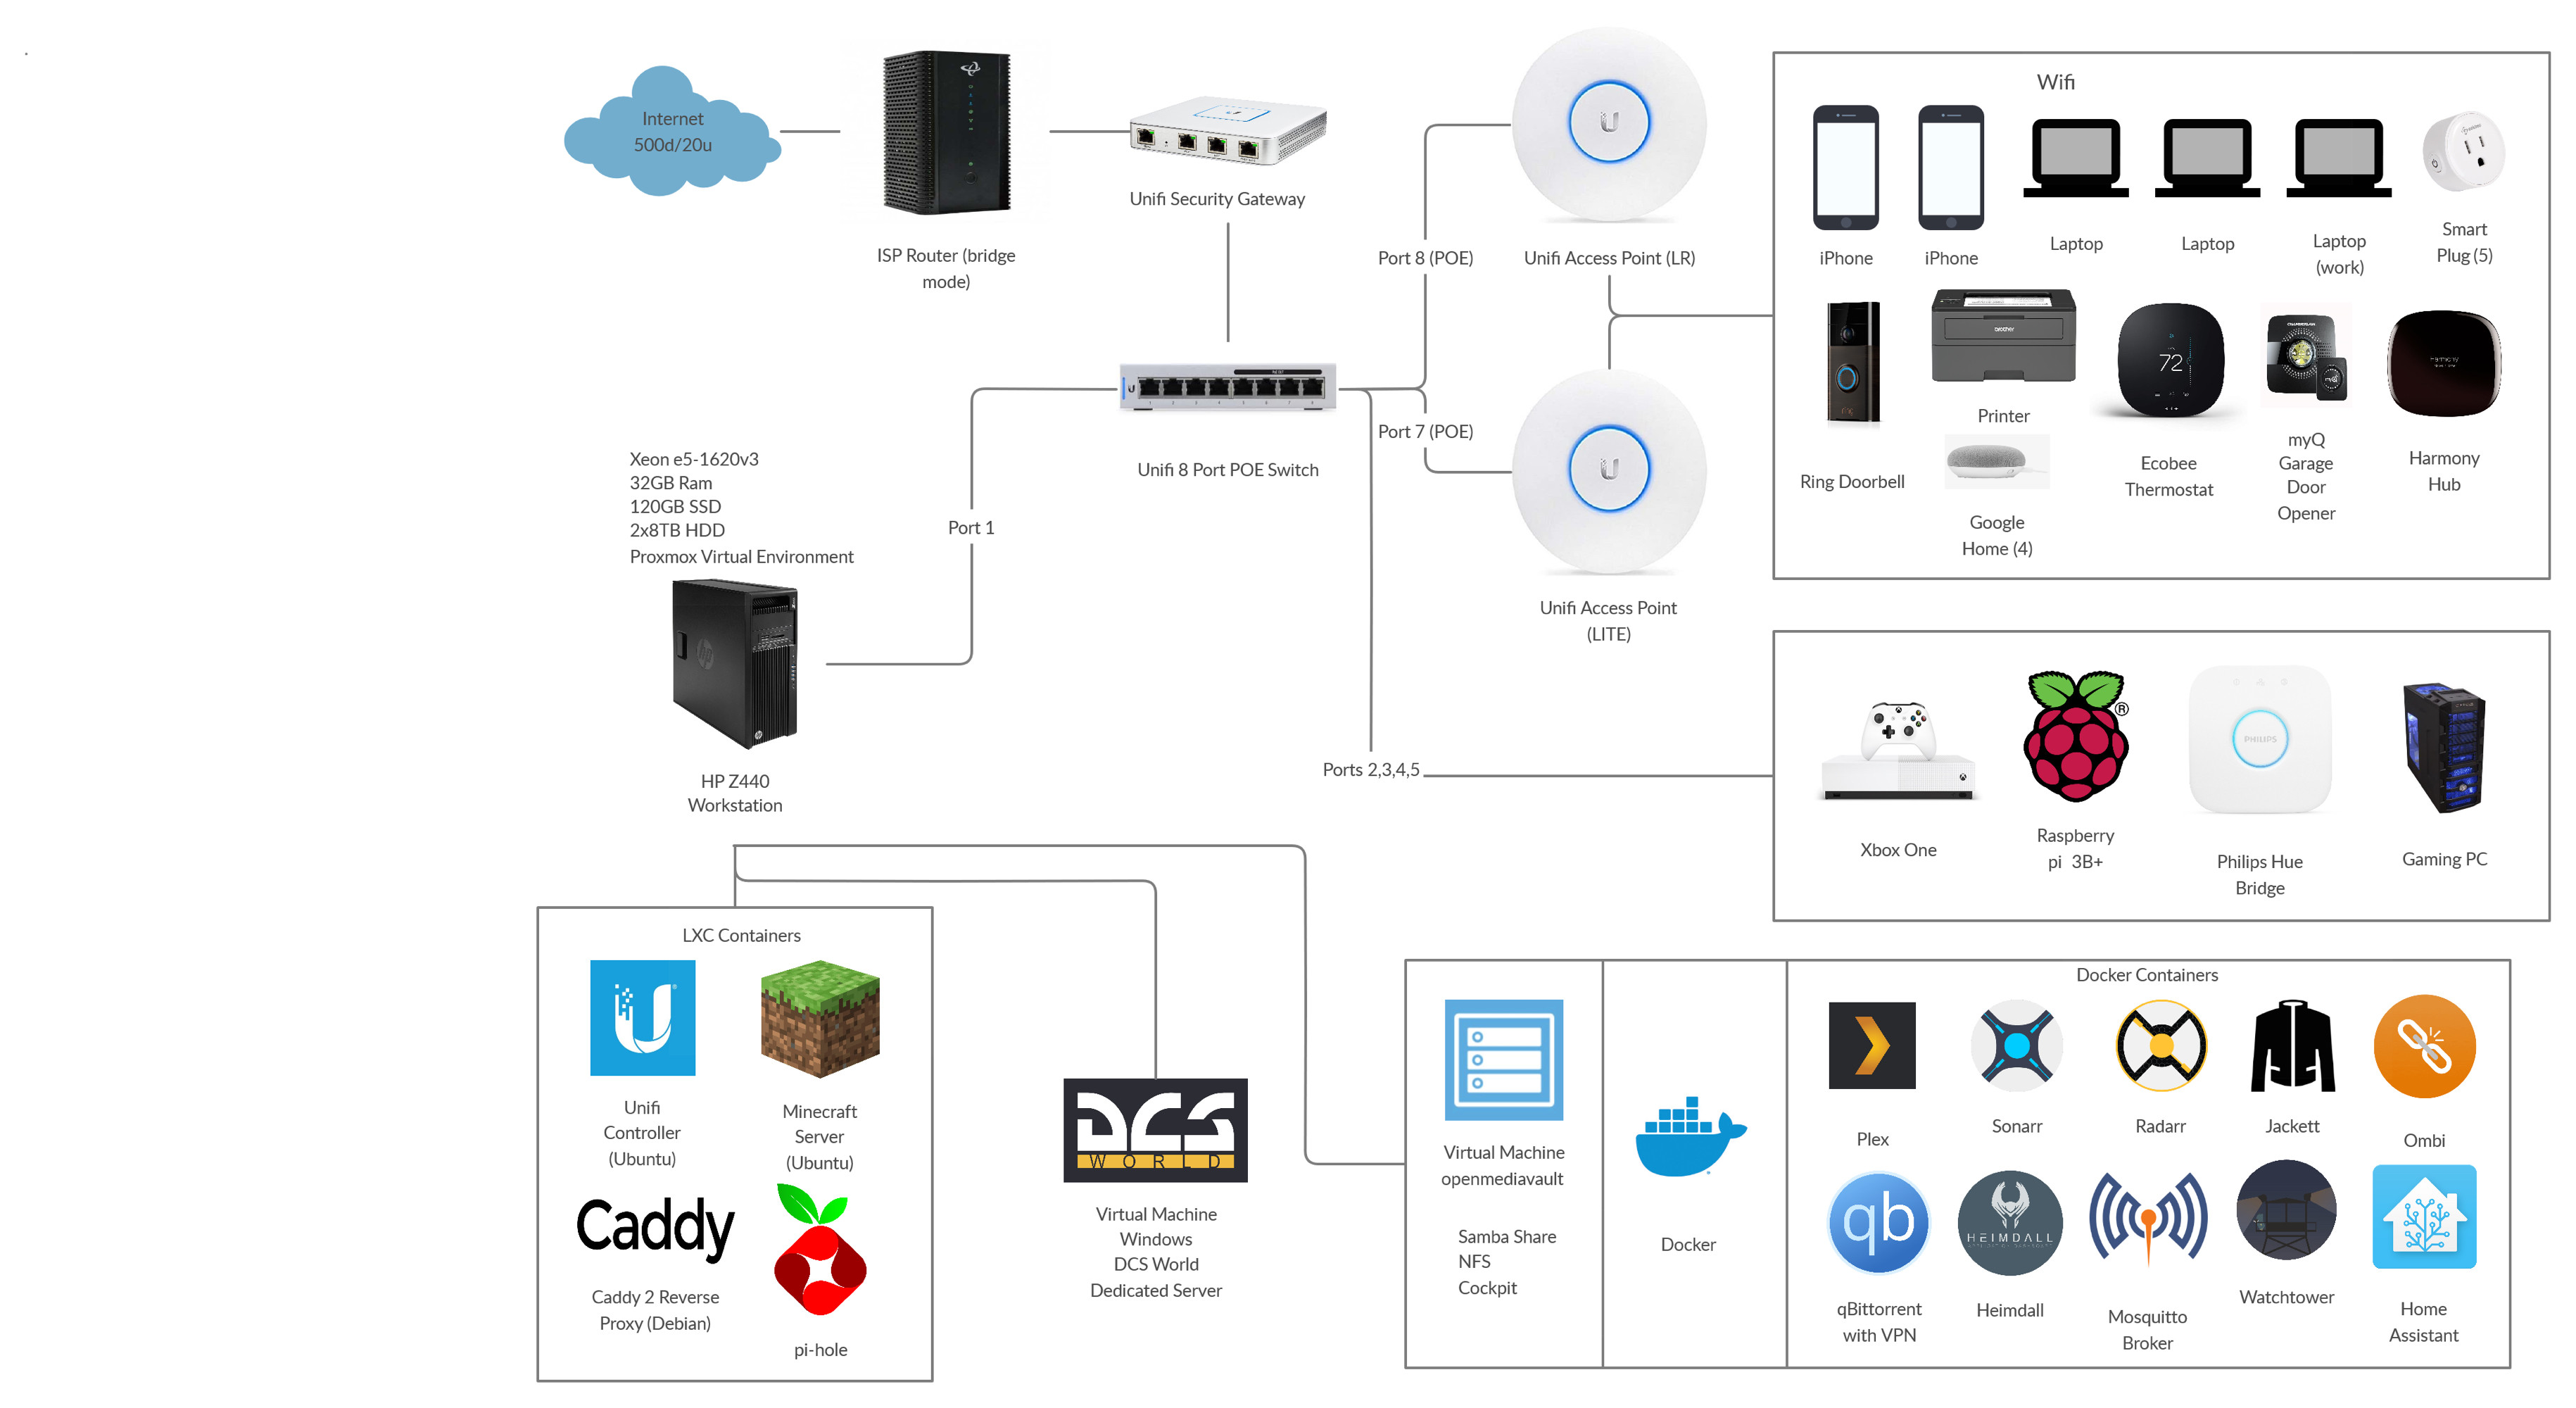 Internet
500d/20u
ISP Router (bridge
mode)
Unifi Security Gateway
Port 8 (POE)
Unifi Access Point (LR)
Wifi
iPhone
iPhone
Laptop
Laptop
Laptop
(work)
Smart
Plug (5)
brother
72
ring
myQ
Harmony
Ring Doorbell
Printer
Google
Home (4)
Ecobee
Thermostat
myQ
Garage
Door
Opener
Harmony
Hub
Unifi 8 Port POE Switch
Port 7 (POE)
Unifi Access Point
(LITE)
Xeon e5-1620v3
32GB Ram
120GB SSD
2x8TB HDD
Proxmox Virtual Environment
Port 1
hp
HP Z440
Workstation
Ports 2,3,4,5
PHILIPS
Xbox One
Raspberry
pi 3B+
Philips Hue
Bridge
Gaming PC
LXC Containers
Unifi
Controller
(Ubuntu)
Minecraft
Server
(Ubuntu)
Caddy
Caddy 2 Reverse
Proxy (Debian)
pi-hole
DCS
WORLD
Virtual Machine
Windows
DCS World
Dedicated Server
Virtual Machine
openmediavault
Samba Share
NFS
Cockpit
Docker
Docker Containers
Plex
Sonarr
Radarr
Jackett
Ombi
qb
HEIMDALL
qBittorrent
with VPN
Heimdall
Mosquitto
Broker
Watchtower
Home
Assistant